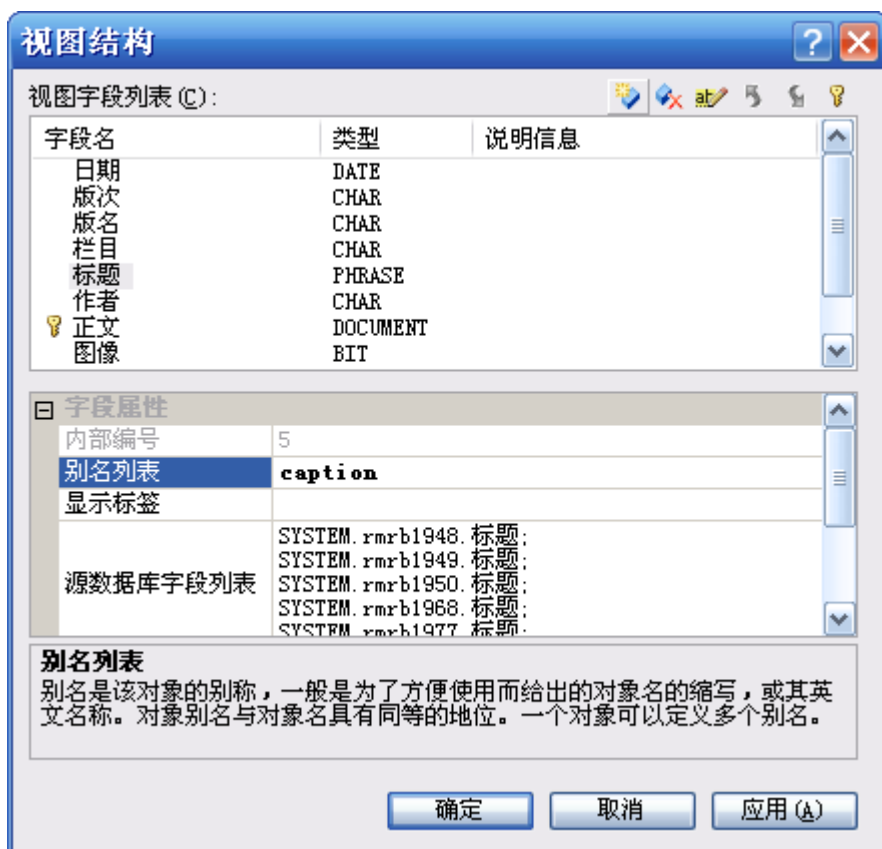 视图结构
视图字段列表(C):
字段名 类型 说明信息
日期 DATE
版次 CHAR
版名 CHAR
栏目 CHAR
标题 PHRASE
作者 CHAR
正文 DOCUMENT
图像 BIT
字段属性
内部编号 5
别名列表 caption
显示标签
源数据库字段列表
SYSTEM.rmrb1948.标题;
SYSTEM.rmrb1949.标题;
SYSTEM.rmrb1950.标题;
SYSTEM.rmrb1968.标题;
SYSTEM.rmrb1977.标题;
别名列表
别名是该对象的别称，一般是为了方便使用而给出的对象名的缩写，或其英
文名称。对象别名与对象名具有同等的地位。一个对象可以定义多个别名。
确定 取消 应用(A)